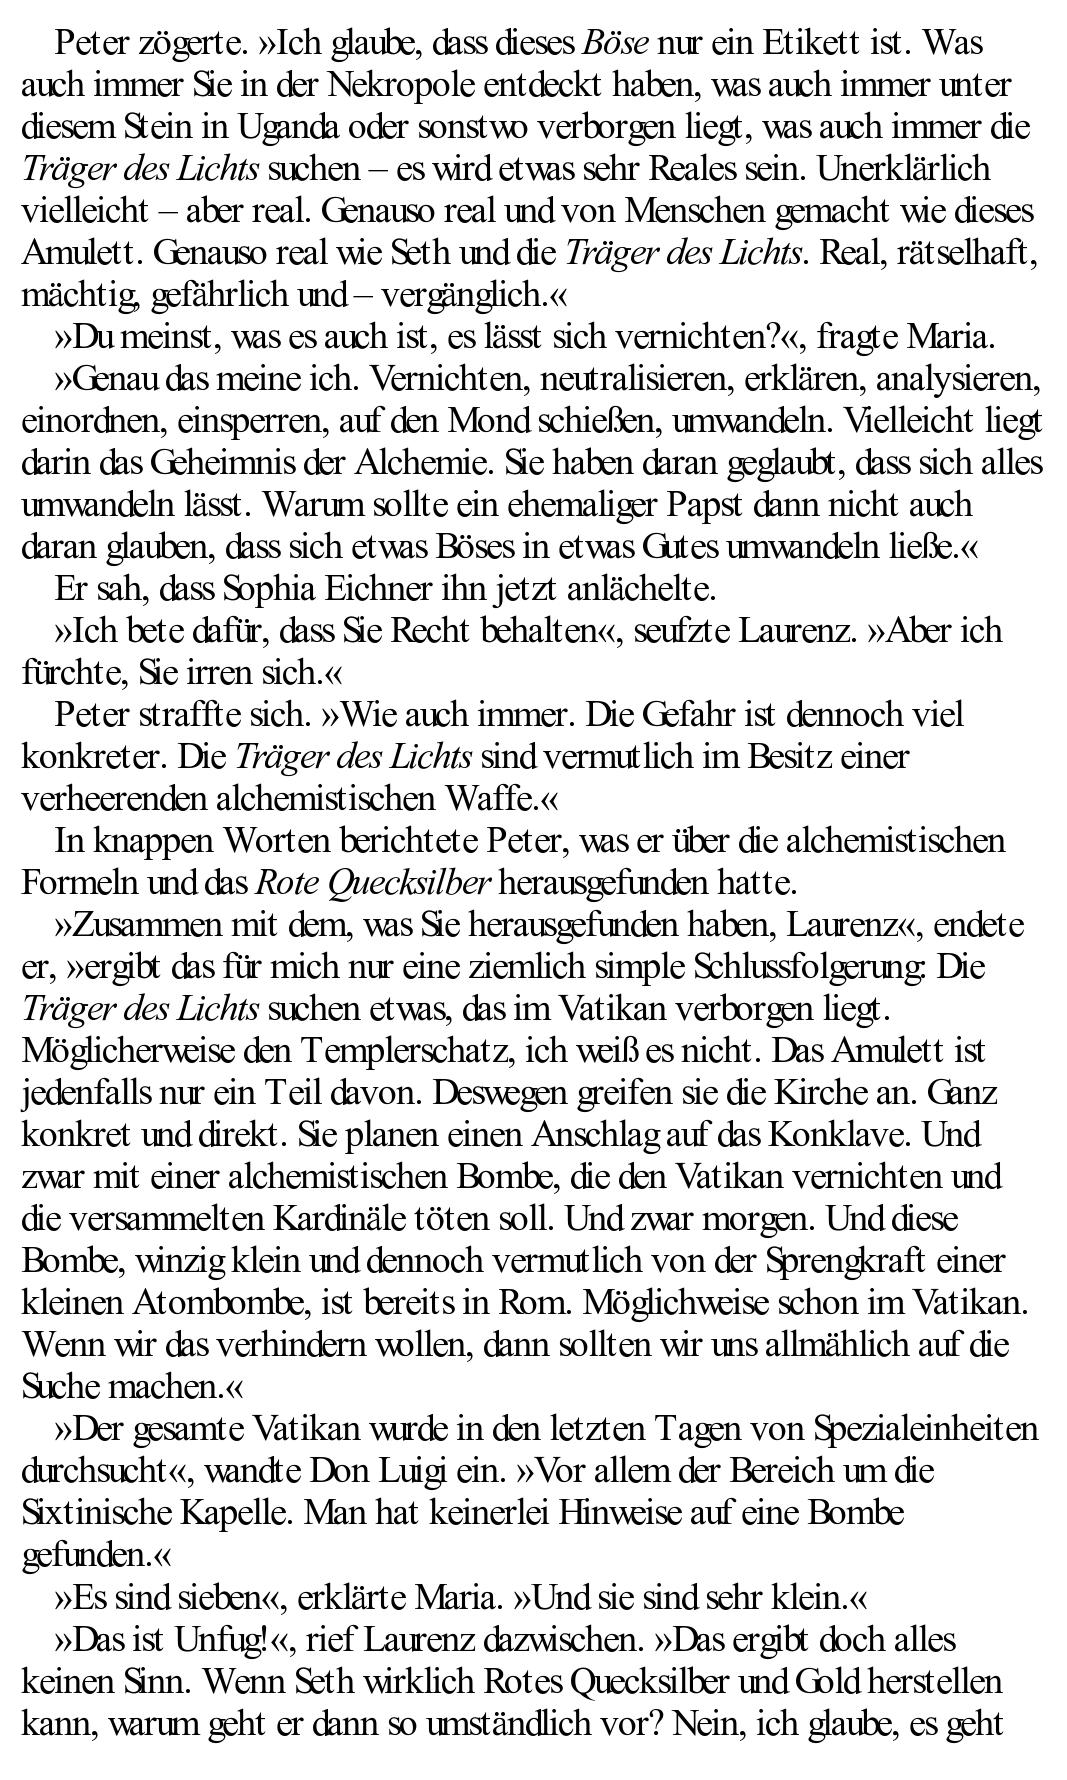 Peter zögerte. »Ich glaube, dass dieses Böse nur ein Etikett ist. Was
auch immer Sie in der Nekropole entdeckt haben, was auch immer unter
diesem Stein in Uganda oder sonstwo verborgen liegt, was auch immer die
Träger des Lichts suchen – es wird etwas sehr Reales sein. Unerklärlich
vielleicht – aber real. Genauso real und von Menschen gemacht wie dieses
Amulett. Genauso real wie Seth und die Träger des Lichts. Real, rätselhaft,
mächtig, gefährlich und – vergänglich.«
»Du meinst, was es auch ist, es lässt sich vernichten?«, fragte Maria.
»Genau das meine ich. Vernichten, neutralisieren, erklären, analysieren,
einordnen, einsperren, auf den Mond schießen, umwandeln. Vielleicht liegt
darin das Geheimnis der Alchemie. Sie haben daran geglaubt, dass sich alles
umwandeln lässt. Warum sollte ein ehemaliger Papst dann nicht auch
daran glauben, dass sich etwas Böses in etwas Gutes umwandeln ließe.«
Er sah, dass Sophia Eichner ihn jetzt anlächelte.
»Ich bete dafür, dass Sie Recht behalten«, seufzte Laurenz. »Aber ich
fürchte, Sie irren sich.«
Peter straffte sich. »Wie auch immer. Die Gefahr ist dennoch viel
konkreter. Die Träger des Lichts sind vermutlich im Besitz einer
verheerenden alchemistischen Waffe.«
In knappen Worten berichtete Peter, was er über die alchemistischen
Formeln und das Rote Quecksilber herausgefunden hatte.
»Zusammen mit dem, was Sie herausgefunden haben, Laurenz«, endete
er, »ergibt das für mich nur eine ziemlich simple Schlussfolgerung: Die
Träger des Lichts suchen etwas, das im Vatikan verborgen liegt.
Möglicherweise den Templerschatz, ich weiß es nicht. Das Amulett ist
jedenfalls nur ein Teil davon. Deswegen greifen sie die Kirche an. Ganz
konkret und direkt. Sie planen einen Anschlag auf das Konklave. Und
zwar mit einer alchemistischen Bombe, die den Vatikan vernichten und
die versammelten Kardinäle töten soll. Und zwar morgen. Und diese
Bombe, winzig klein und dennoch vermutlich von der Sprengkraft einer
kleinen Atombombe, ist bereits in Rom. Möglichweise schon im Vatikan.
Wenn wir das verhindern wollen, dann sollten wir uns allmählich auf die
Suche machen.«
»Der gesamte Vatikan wurde in den letzten Tagen von Spezialeinheiten
durchsucht«, wandte Don Luigi ein. »Vor allem der Bereich um die
Sixtinische Kapelle. Man hat keinerlei Hinweise auf eine Bombe
gefunden.«
»Es sind sieben«, erklärte Maria. »Und sie sind sehr klein.«
»Das ist Unfug!«, rief Laurenz dazwischen. »Das ergibt doch alles
keinen Sinn. Wenn Seth wirklich Rotes Quecksilber und Gold herstellen
kann, warum geht er dann so umständlich vor? Nein, ich glaube, es geht